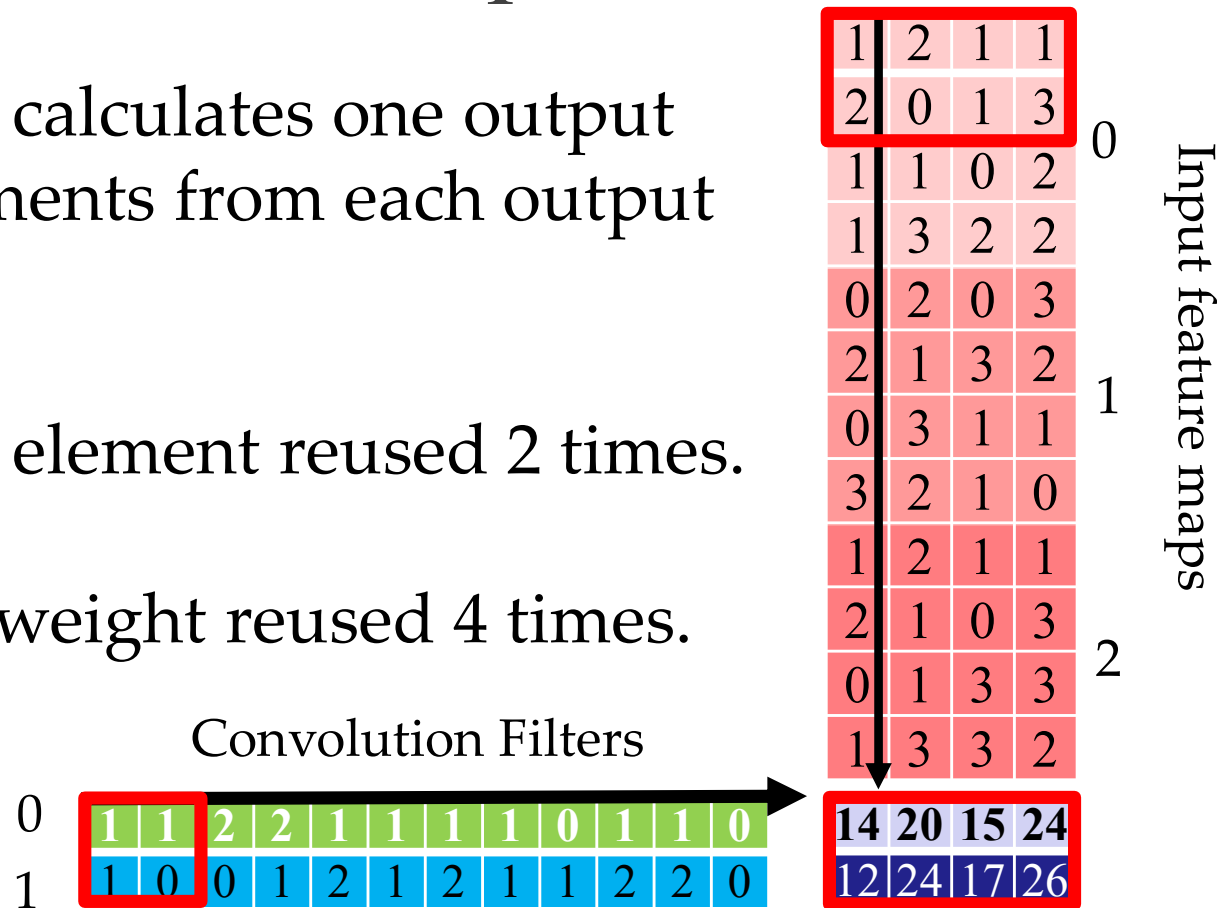 calculates one output
ments from each output
element reused 2 times.
weight reused 4 times.
1 2 1 1
2 0 1 3
1 1 0 2
1 3 2 2
0 2 0 3
2 1 3 2
0 3 1 1
3 2 1 0
1 2 1 1
2 1 0 3
0 1 3 3
1 3 3 2
0
1
2
Input feature maps
Convolution Filters
0 1 1 2 2 1 1 1 1 0 1 1 0
1 1 0 0 1 2 1 2 1 1 2 2 0
14 20 15 24
12 24 17 26